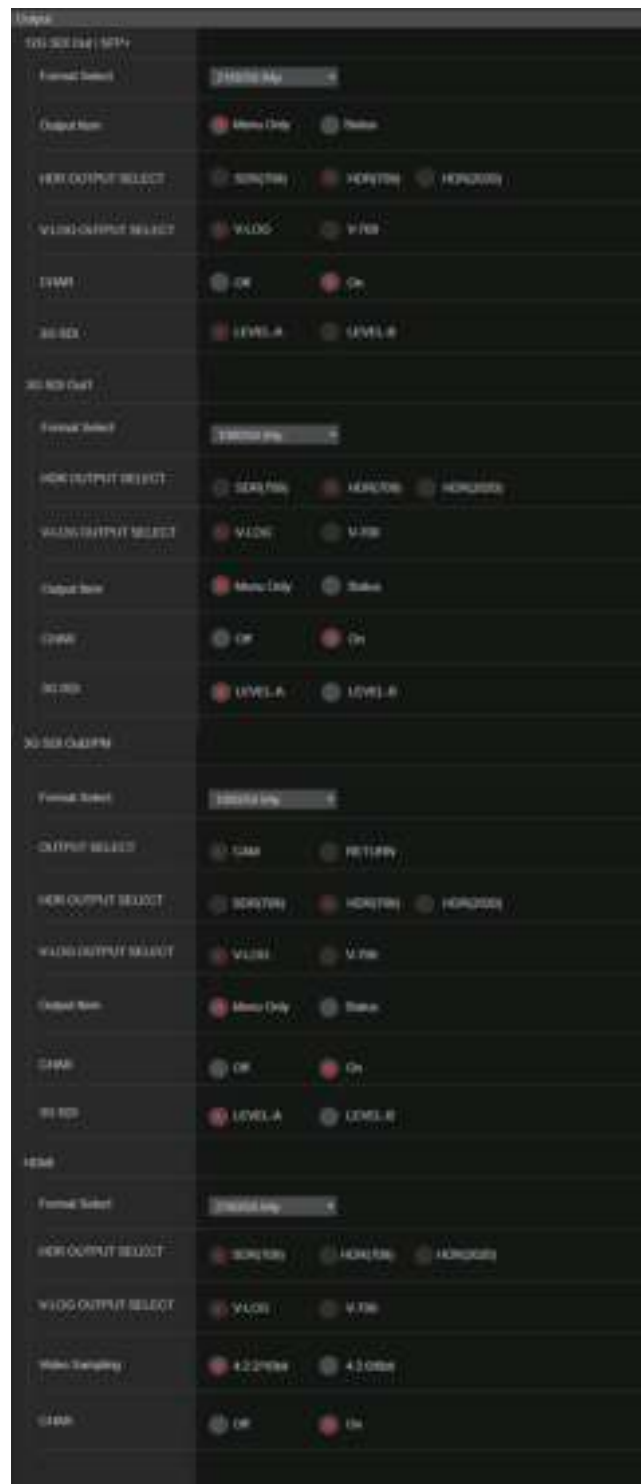 Output
12G SDI Out / SFP+
Format Select
Output Item Menu Only Status
HDR OUTPUT SELECT SDR(709) HDR(709) HDR(2020)
V-LOG OUTPUT SELECT V-LOG V-709
CHAR Off On
3G SDI LEVEL-A LEVEL-B
3G SDI Out1
Format Select
HDR OUTPUT SELECT SDR(709) HDR(709) HDR(2020)
V-LOG OUTPUT SELECT V-LOG V-709
Output Item Menu Only Status
CHAR Off On
3G SDI LEVEL-A LEVEL-B
3G SDI Out2/PM
Format Select
OUTPUT SELECT CAM RETURN
HDR OUTPUT SELECT SDR(709) HDR(709) HDR(2020)
V-LOG OUTPUT SELECT V-LOG V-709
Output Item Menu Only Status
CHAR Off On
3G SDI LEVEL-A LEVEL-B
HDMI
Format Select
HDR OUTPUT SELECT SDR(709) HDR(709) HDR(2020)
V-LOG OUTPUT SELECT V-LOG V-709
Video Sampling
CHAR Off On